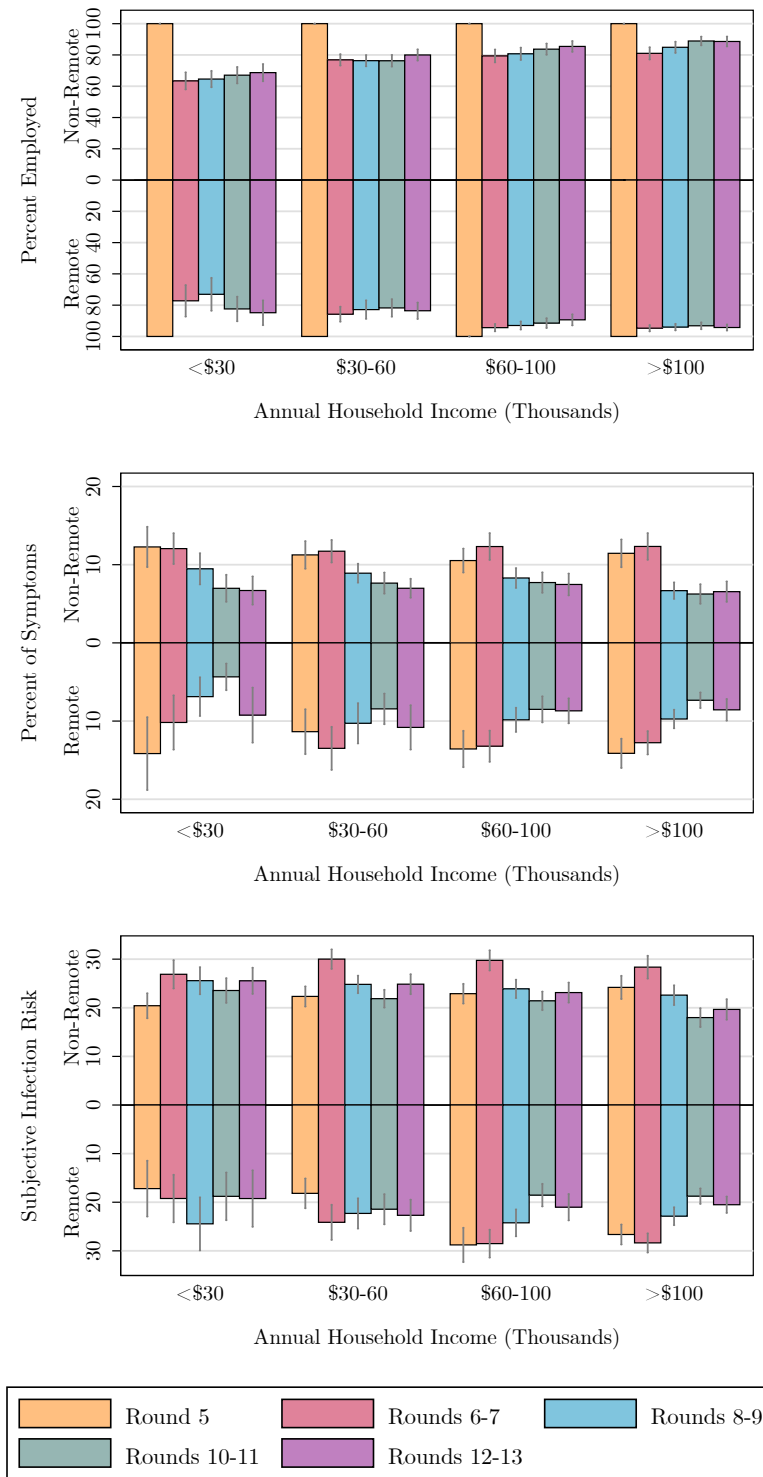 Percent Employed
Remote Non-Remote
100 80 60 40 20 0 20 40 60 80 100
<$30 $30-60 $60-100 >$100
Annual Household Income (Thousands)
Percent of Symptoms
Remote Non-Remote
20 10 0 10 20
<$30 $30-60 $60-100 >$100
Annual Household Income (Thousands)
Subjective Infection Risk
Remote Non-Remote
30 20 10 0 10 20 30
<$30 $30-60 $60-100 >$100
Annual Household Income (Thousands)
Round 5 Rounds 6-7 Rounds 8-9
Rounds 10-11 Rounds 12-13